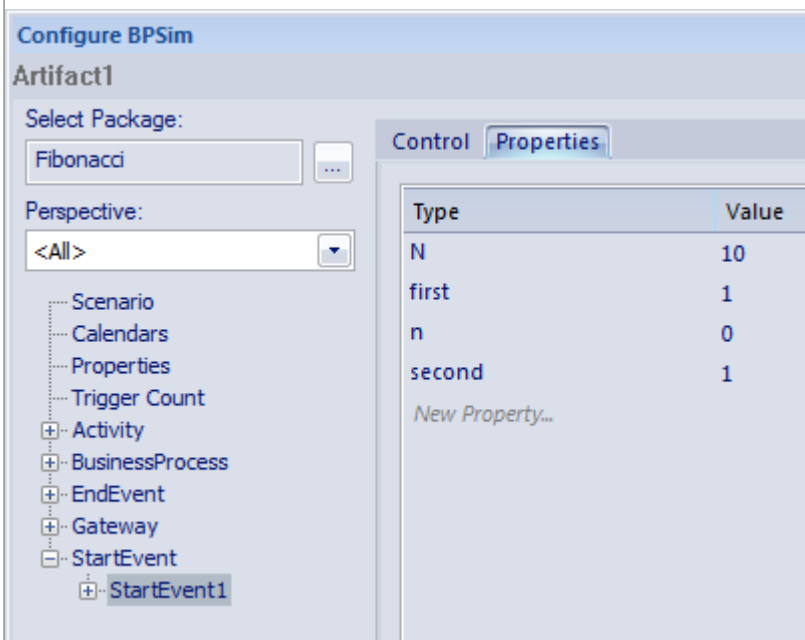 Configure BPSim
Artifact1
Select Package:
Fibonacci
...
Perspective:
<All>
Scenario
Calendars
Properties
Trigger Count
Activity
BusinessProcess
EndEvent
Gateway
StartEvent
StartEvent1
Control Properties
Type Value
N 10
first 1
n 0
second 1
New Property...